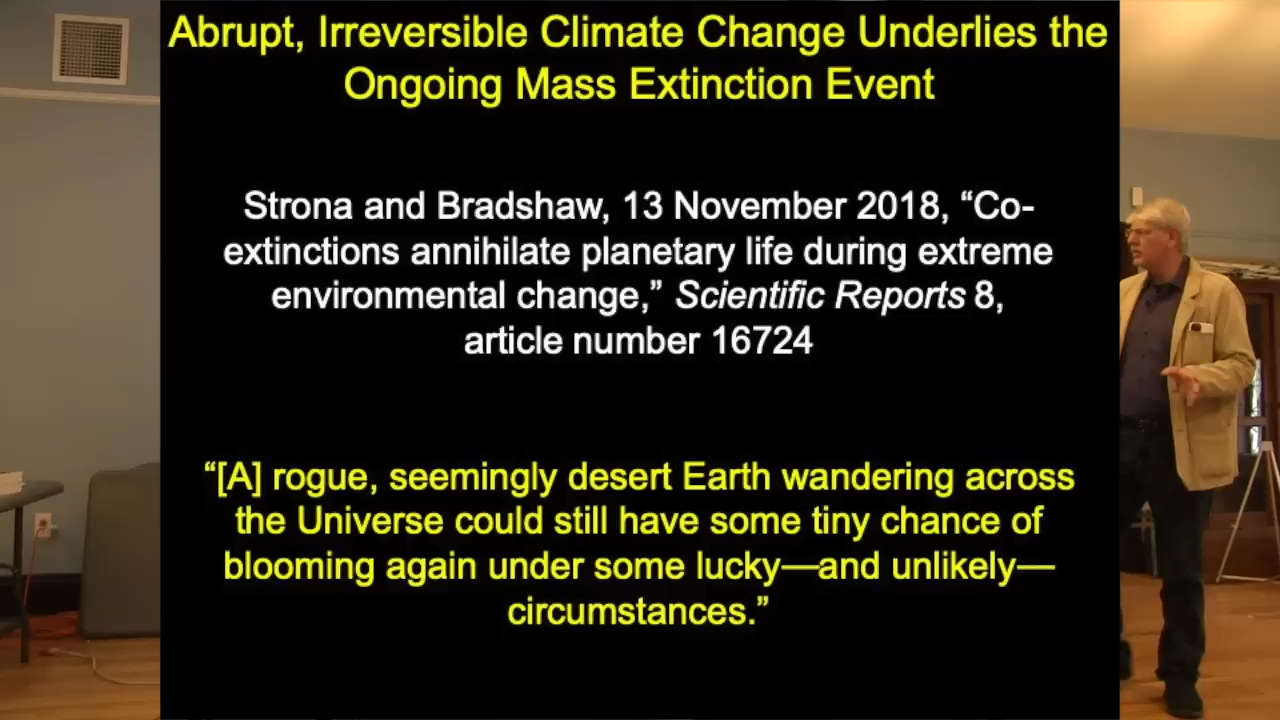 Abrupt, Irreversible Climate Change Underlies the
Ongoing Mass Extinction Event
Strona and Bradshaw, 13 November 2018, “Co-
extinctions annihilate planetary life during extreme
environmental change,” Scientific Reports 8,
article number 16724
“[A] rogue, seemingly desert Earth wandering across
the Universe could still have some tiny chance of
blooming again under some lucky—and unlikely—
circumstances.”